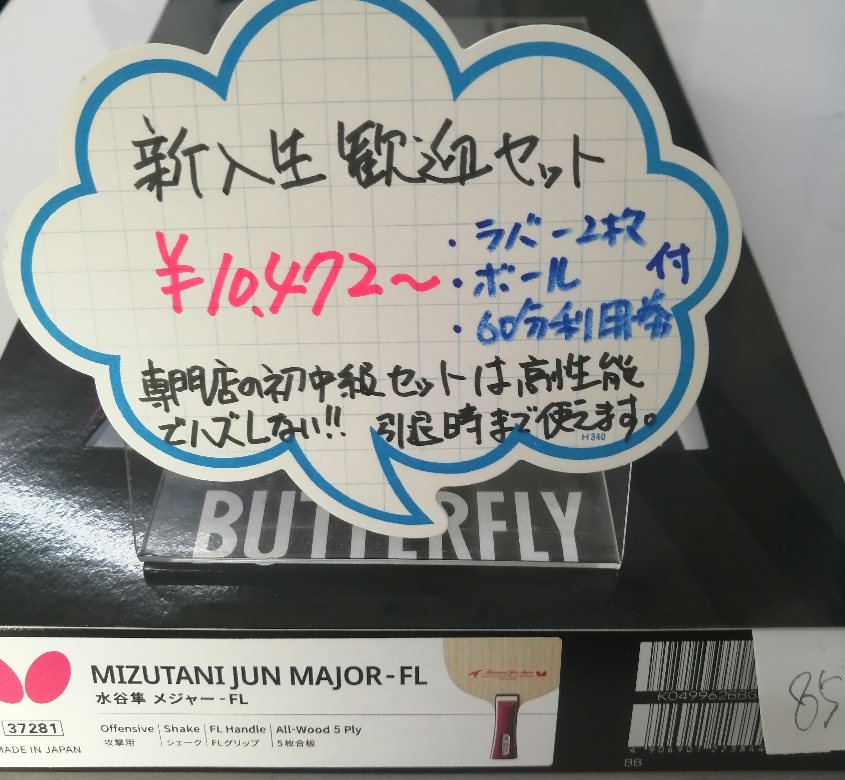 新入生歓迎セット
¥10,472〜
・ラバー2枚
・ボール 付
・60分利用券
専門店の初中級セットは、高性能
でハズしない!! 引退時まで使えます。
H340
BUTTERFLY
MIZUTANI JUN MAJOR-FL
水谷隼 メジャー-FL
37281
Offensive Shake FL Handle All-Wood 5 Ply
攻撃用 シェーク FLグリップ 5枚合板
MADE IN JAPAN
88
85